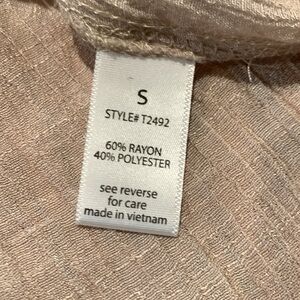 S
STYLE# T2492
60% RAYON
40% POLYESTER
see reverse
for care
made in vietnam